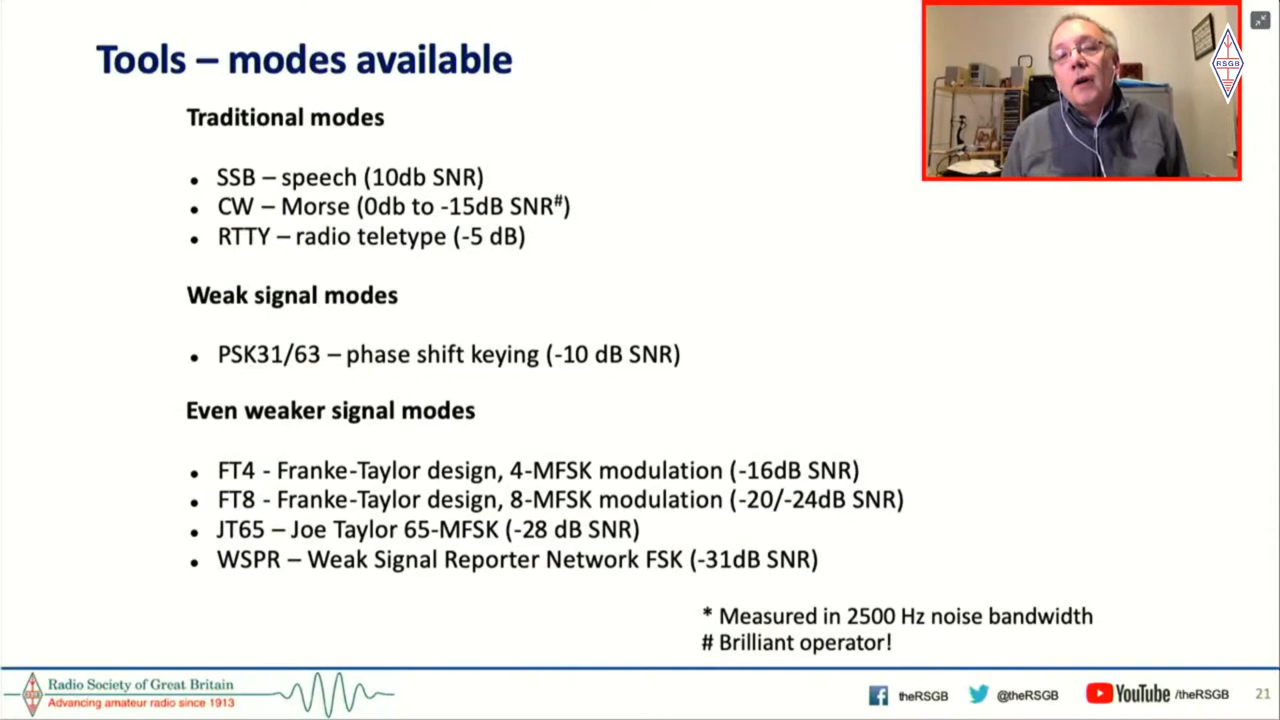 Tools – modes available
RSGB
Traditional modes
• SSB – speech (10db SNR)
• CW – Morse (0db to -15dB SNR#)
• RTTY – radio teletype (-5 dB)
Weak signal modes
• PSK31/63 – phase shift keying (-10 dB SNR)
Even weaker signal modes
• FT4 - Franke-Taylor design, 4-MFSK modulation (-16dB SNR)
• FT8 - Franke-Taylor design, 8-MFSK modulation (-20/-24dB SNR)
• JT65 – Joe Taylor 65-MFSK (-28 dB SNR)
• WSPR – Weak Signal Reporter Network FSK (-31dB SNR)
* Measured in 2500 Hz noise bandwidth
# Brilliant operator!
Radio Society of Great Britain
Advancing amateur radio since 1913
theRSGB
@theRSGB
YouTube /theRSGB
21